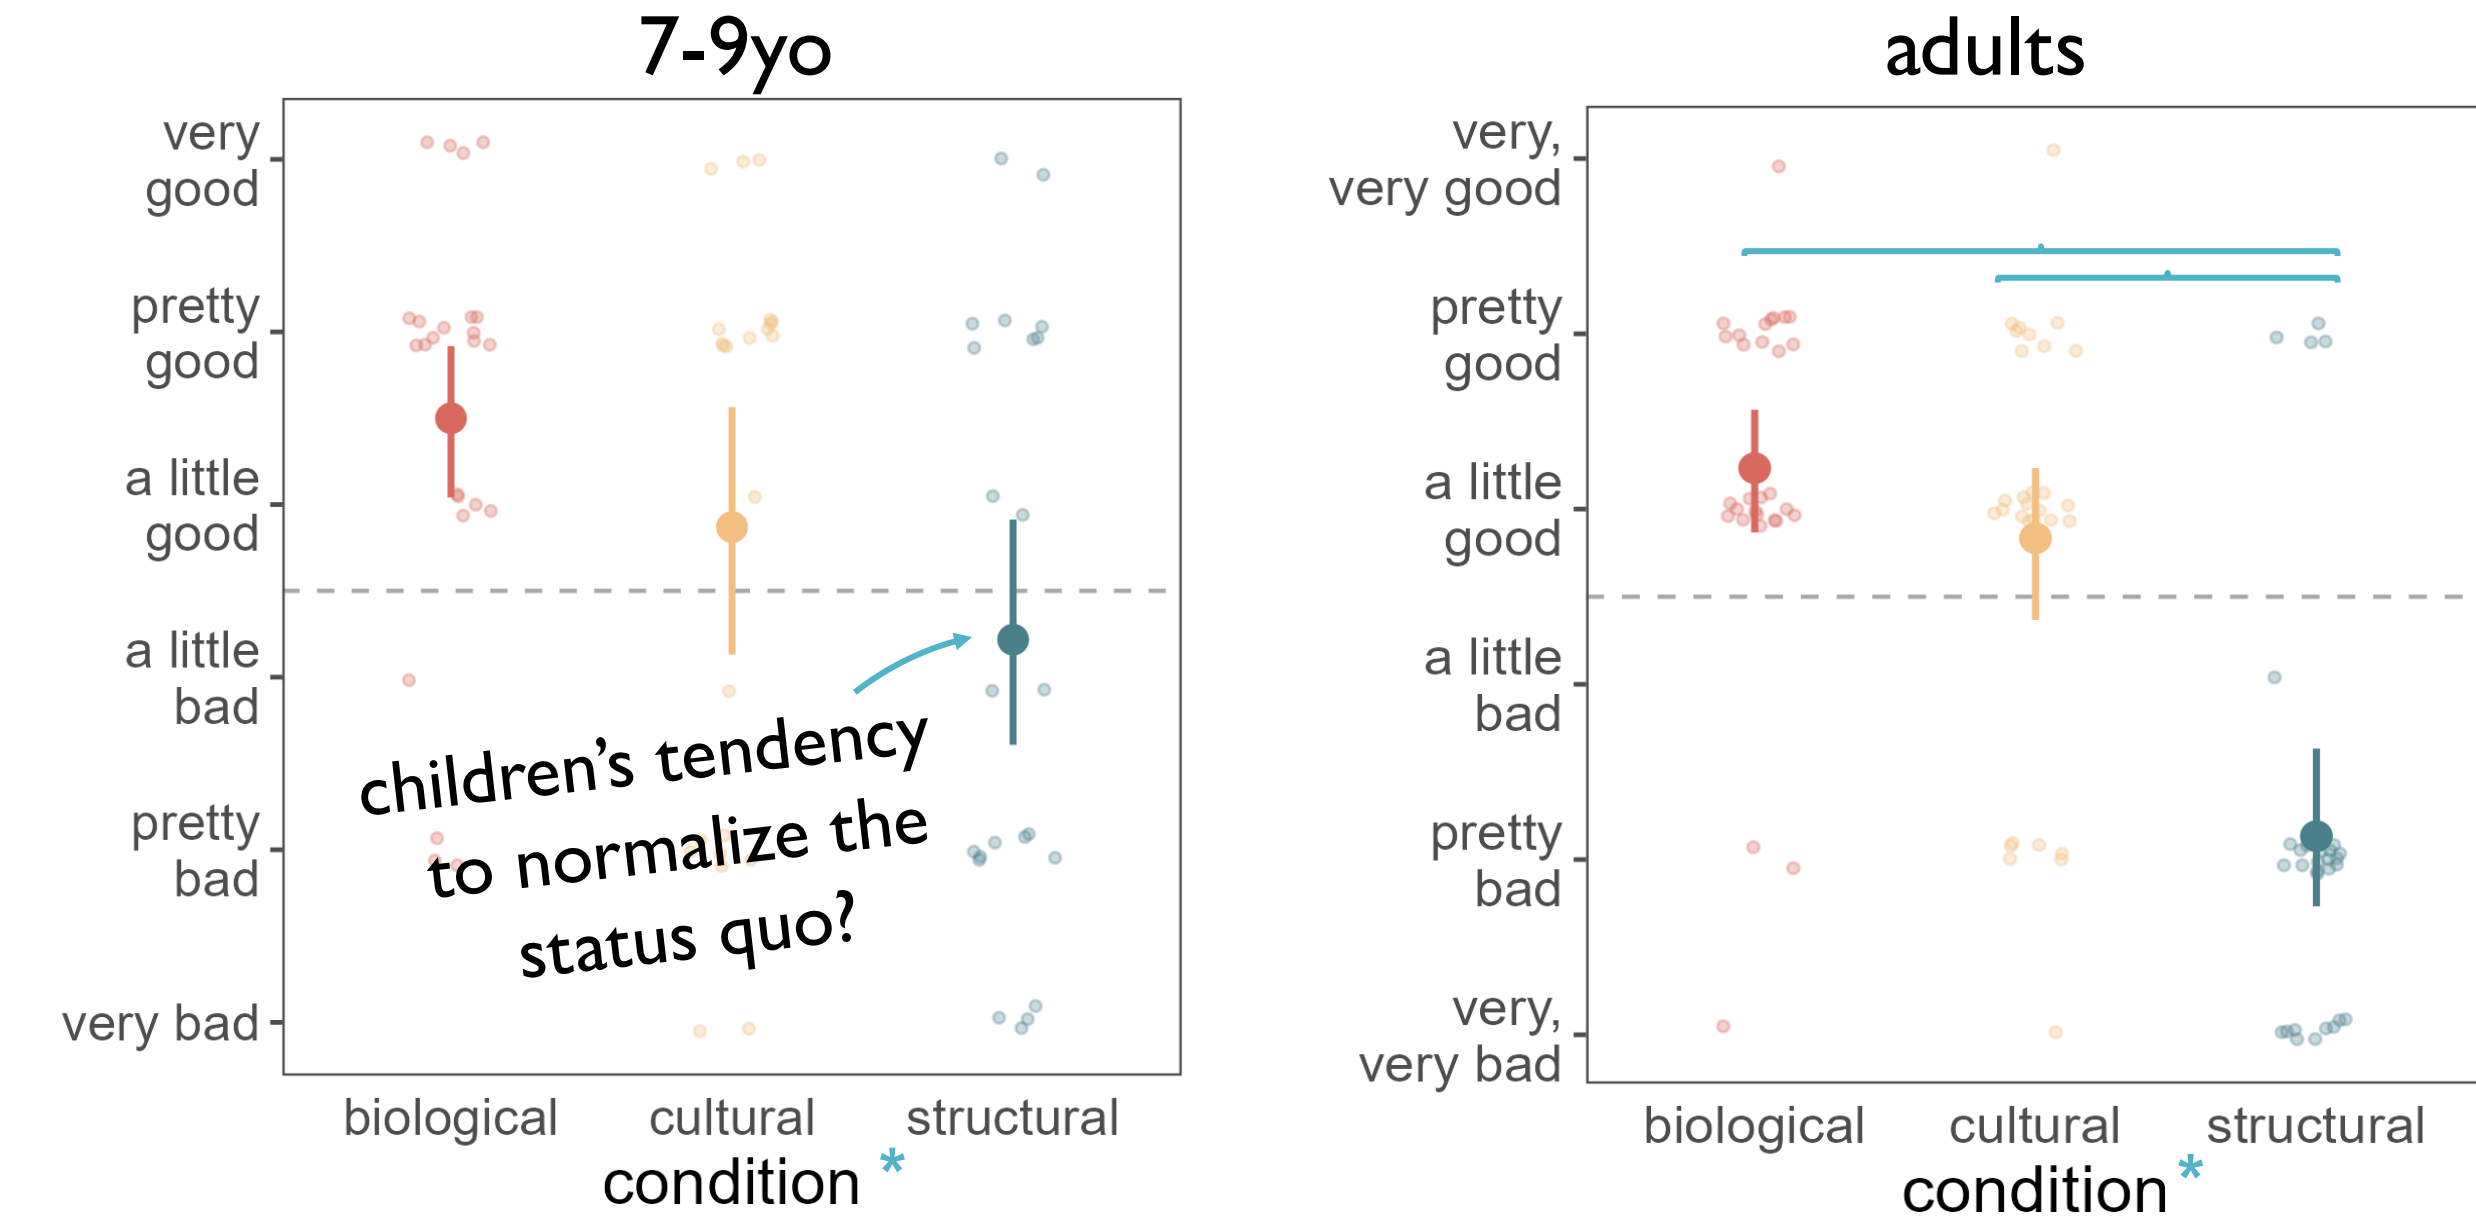 7-9yo
very
good
pretty
good
a little
good
a little
bad
pretty
bad
very bad
children’s tendency
to normalize the
status quo?
biological
cultural
structural
condition *
adults
very,
very good
pretty
good
a little
good
a little
bad
pretty
bad
very,
very bad
biological
cultural
structural
condition *